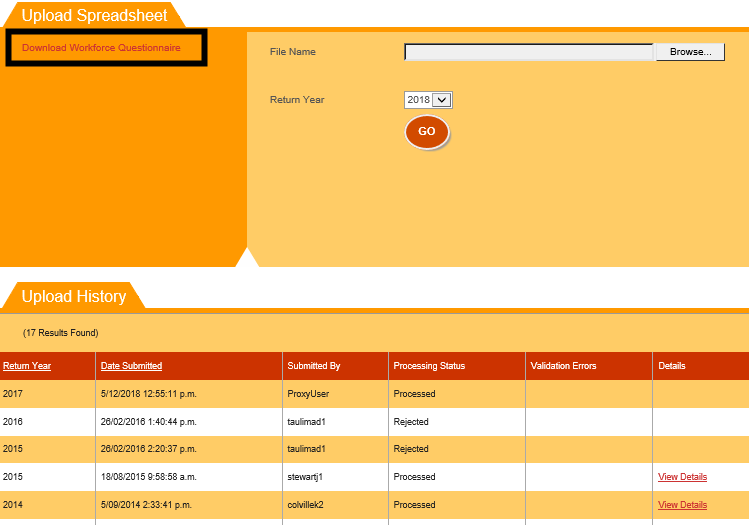 Upload Spreadsheet
Download Workforce Questionnaire
File Name Browse...
Return Year 2018
GO
Upload History
(17 Results Found)
Return Year Date Submitted Submitted By Processing Status Validation Errors Details
2017 5/12/2018 12:55:11 p.m. ProxyUser Processed
2016 26/02/2016 1:40:44 p.m. taulimad1 Rejected
2015 26/02/2016 2:20:37 p.m. taulimad1 Rejected
2015 18/08/2015 9:58:58 a.m. stewartj1 Processed View Details
2014 5/09/2014 2:33:41 p.m. colvillek2 Processed View Details